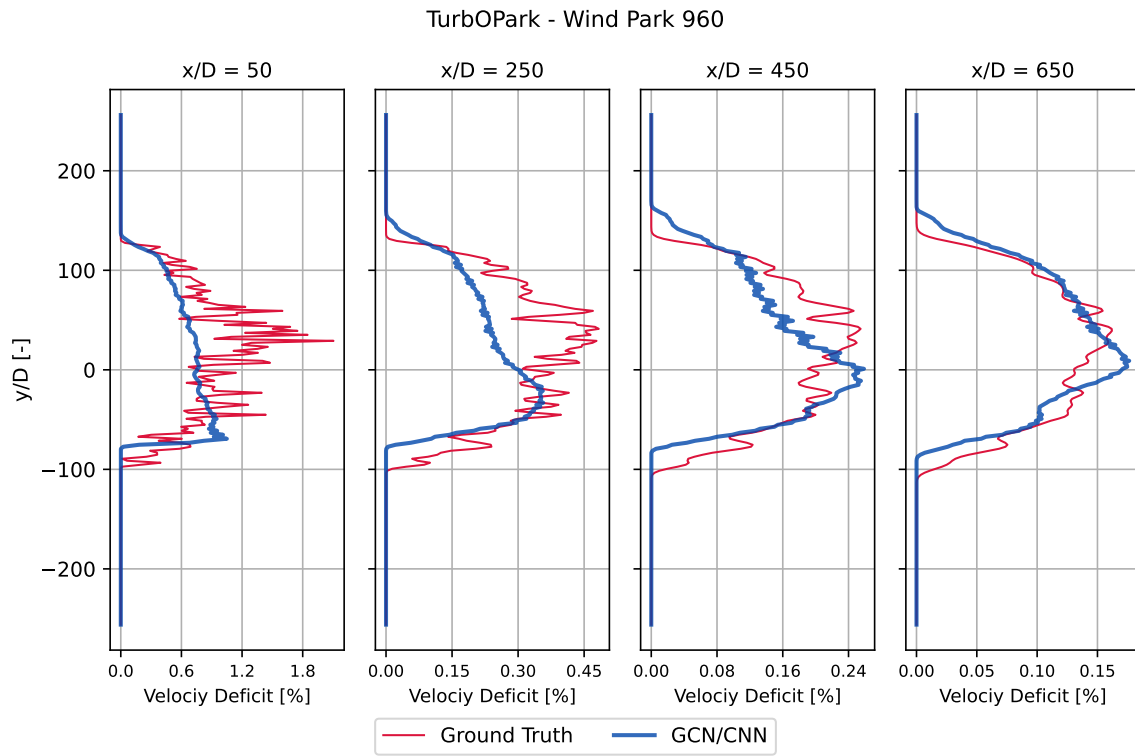 TurbOPark - Wind Park 960
x/D = 50
x/D = 250
x/D = 450
x/D = 650
y/D [-]
200
100
0
−100
−200
0.0 0.6 1.2 1.8
0.00 0.15 0.30 0.45
0.00 0.08 0.16 0.24
0.00 0.05 0.10 0.15
Velociy Deficit [%]
Velociy Deficit [%]
Velociy Deficit [%]
Velociy Deficit [%]
Ground Truth
GCN/CNN